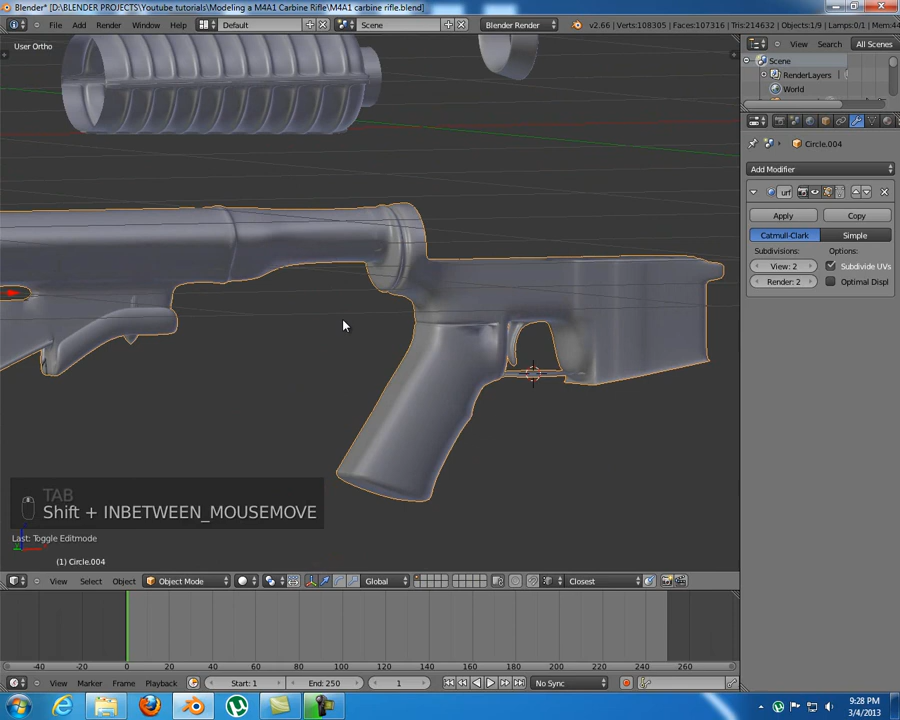 Blender* [D:\BLENDER PROJECTS\Youtube tutorials\Modeling a M4A1 Carbine Rifle\M4A1 carbine rifle.blend]
File Add Render Window Help Default Scene Blender Render v2.66 | Verts:108305 | Faces:107316 | Tris:214632 | Objects:1/9 | Lamps:0/1 | Mem:44
User Ortho
View Search All Scenes
Scene
RenderLayers
World
Circle.004
Add Modifier
urf
Apply Copy
Catmull-Clark Simple
Subdivisions: Options:
View: 2 Subdivide UVs
Render: 2 Optimal Displ
TAB
Shift + INBETWEEN_MOUSEMOVE
Last: Toggle Editmode
(1) Circle.004
View Select Object Object Mode Global Closest
-40 -20 0 20 40 60 80 100 120 140 160 180 200 220 240 260
View Marker Frame Playback Start: 1 End: 250 1 No Sync
9:28 PM
3/4/2013